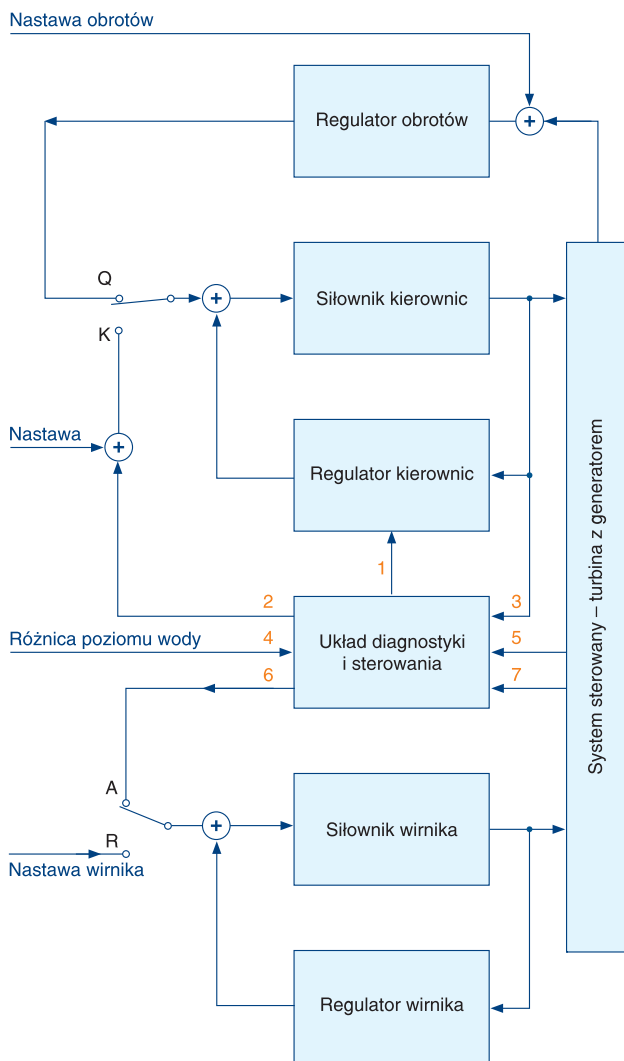 Nastawa obrotów
Regulator obrotów
+
Q
Siłownik kierownic
+
K
Nastawa
+
Regulator kierownic
1
2
3
Różnica poziomu wody
4
Układ diagnostyki
i sterowania
5
6
7
System sterowany – turbina z generatorem
A
+
Siłownik wirnika
R
Nastawa wirnika
Regulator wirnika